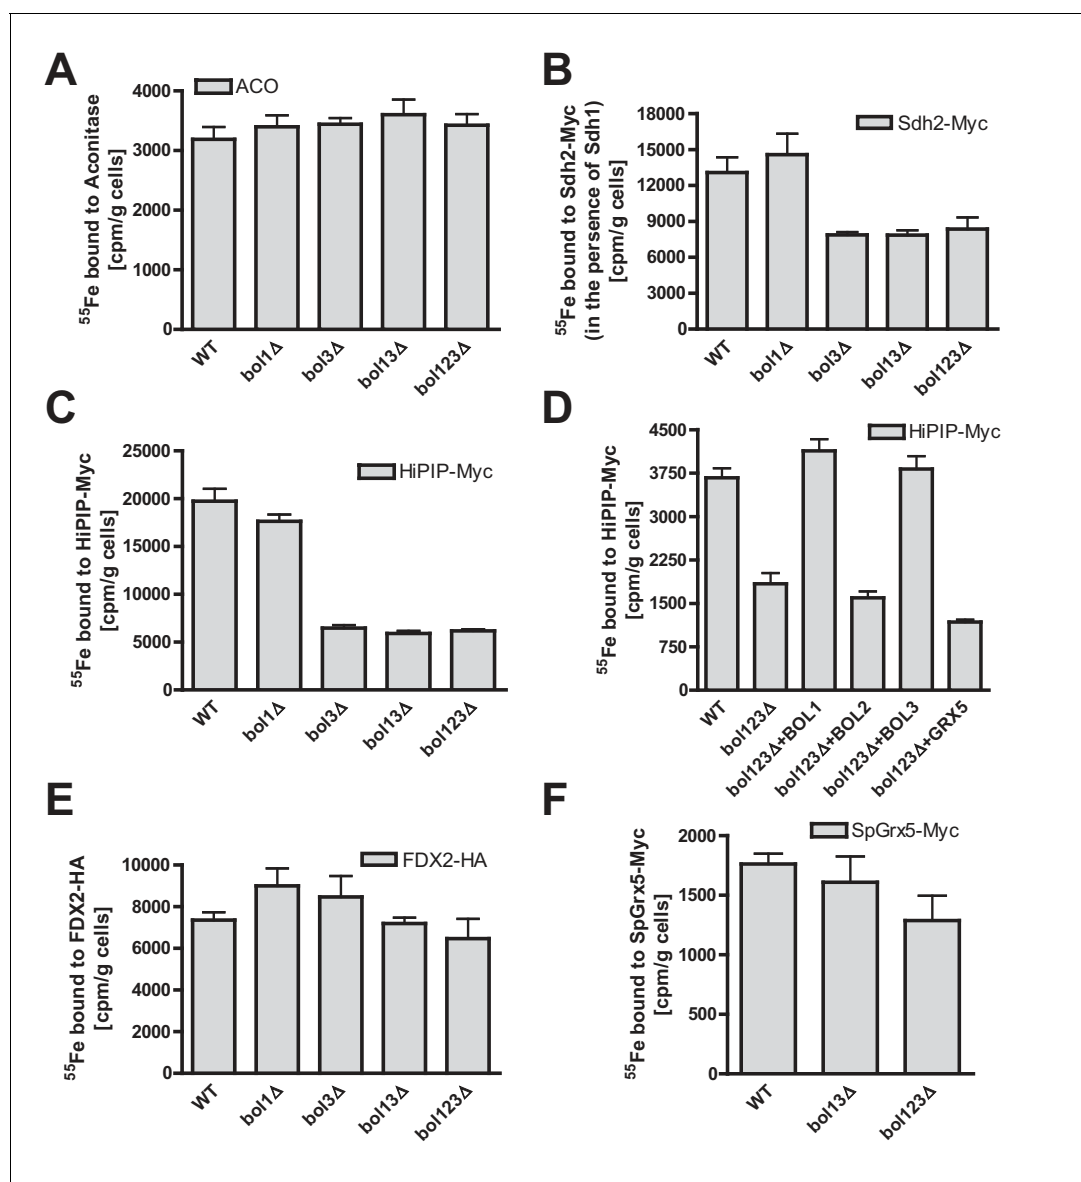 A
ACO
⁵⁵Fe bound to Aconitase
[cpm/g cells]
4000
3000
2000
1000
0
WT
bol1Δ
bol3Δ
bol13Δ
bol123Δ
B
Sdh2-Myc
⁵⁵Fe bound to Sdh2-Myc
(in the persence of Sdh1)
[cpm/g cells]
18000
15000
12000
9000
6000
3000
0
WT
bol1Δ
bol3Δ
bol13Δ
bol123Δ
C
HiPIP-Myc
⁵⁵Fe bound to HiPIP-Myc
[cpm/g cells]
25000
20000
15000
10000
5000
0
WT
bol1Δ
bol3Δ
bol13Δ
bol123Δ
D
HiPIP-Myc
⁵⁵Fe bound to HiPIP-Myc
[cpm/g cells]
4500
3750
3000
2250
1500
750
0
WT
bol123Δ
bol123Δ+BOL1
bol123Δ+BOL2
bol123Δ+BOL3
bol123Δ+GRX5
E
FDX2-HA
⁵⁵Fe bound to FDX2-HA
[cpm/g cells]
10000
8000
6000
4000
2000
0
WT
bol1Δ
bol3Δ
bol13Δ
bol123Δ
F
SpGrx5-Myc
⁵⁵Fe bound to SpGrx5-Myc
[cpm/g cells]
2000
1500
1000
500
0
WT
bol13Δ
bol123Δ